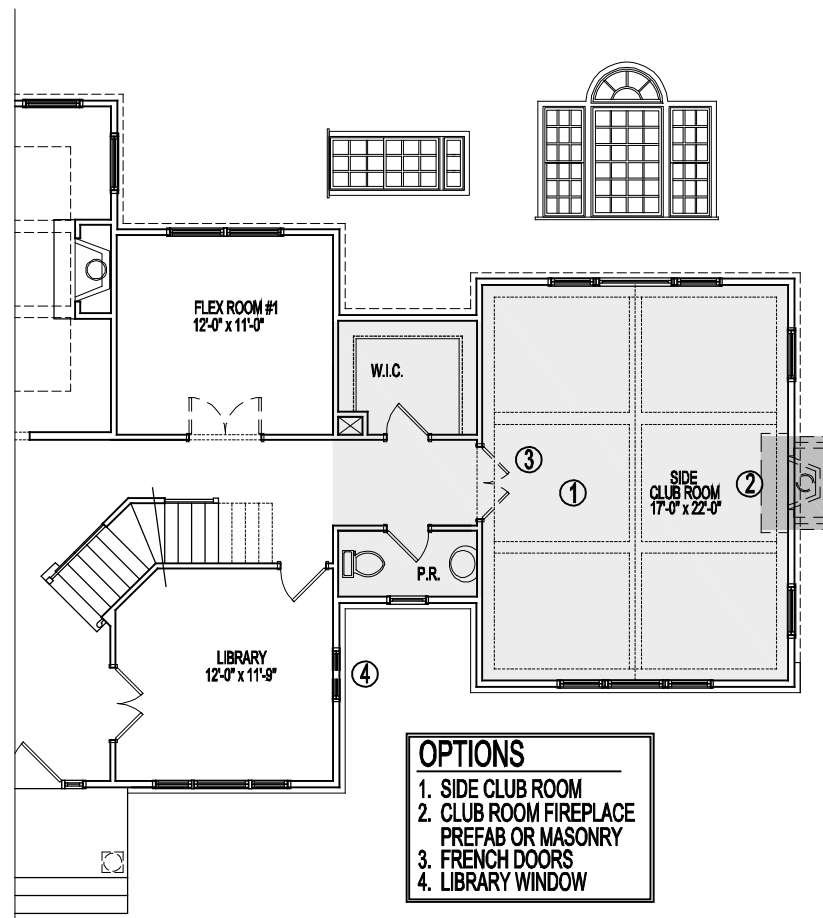 FLEX ROOM #1
12'-0" x 11'-0"
W.I.C.
3
1
SIDE
CLUB ROOM
17'-0" x 22'-0"
2
P.R.
LIBRARY
12'-0" x 11'-9"
4
OPTIONS
1. SIDE CLUB ROOM
2. CLUB ROOM FIREPLACE
PREFAB OR MASONRY
3. FRENCH DOORS
4. LIBRARY WINDOW